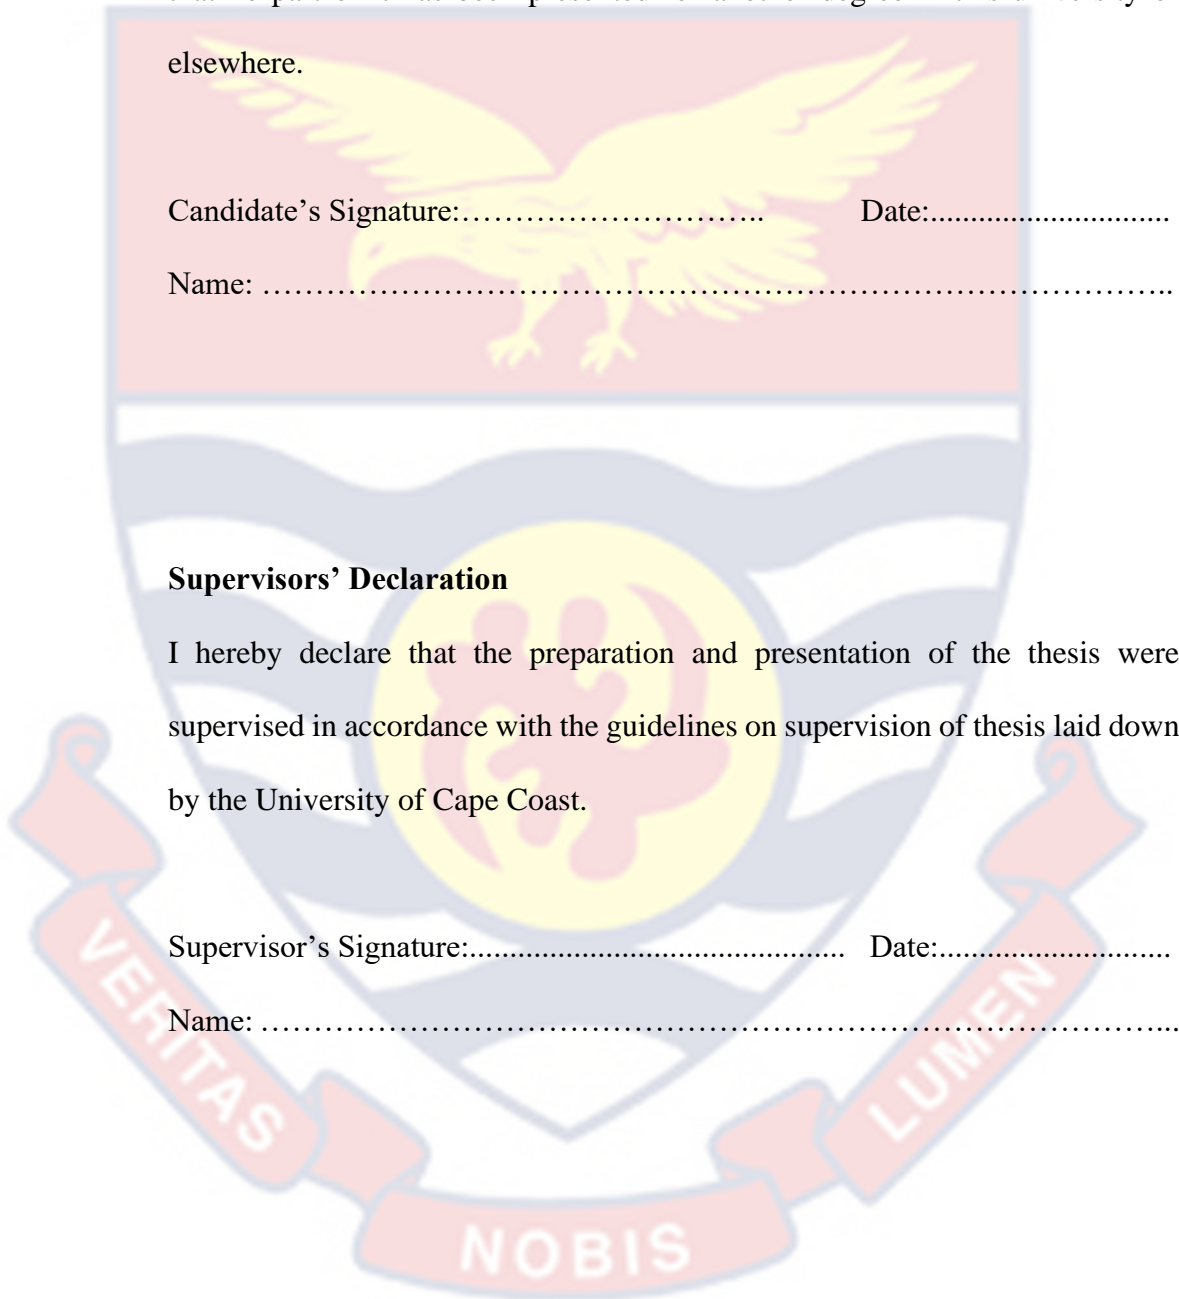 elsewhere.
Candidate’s Signature:……………………….. Date:.............................
Name: …………………………………………………………………………..
Supervisors’ Declaration
I hereby declare that the preparation and presentation of the thesis were
supervised in accordance with the guidelines on supervision of thesis laid down
by the University of Cape Coast.
Supervisor’s Signature:............................................... Date:.............................
Name: …………………………………………………………………………...
VERITAS
NOBIS
LUMEN